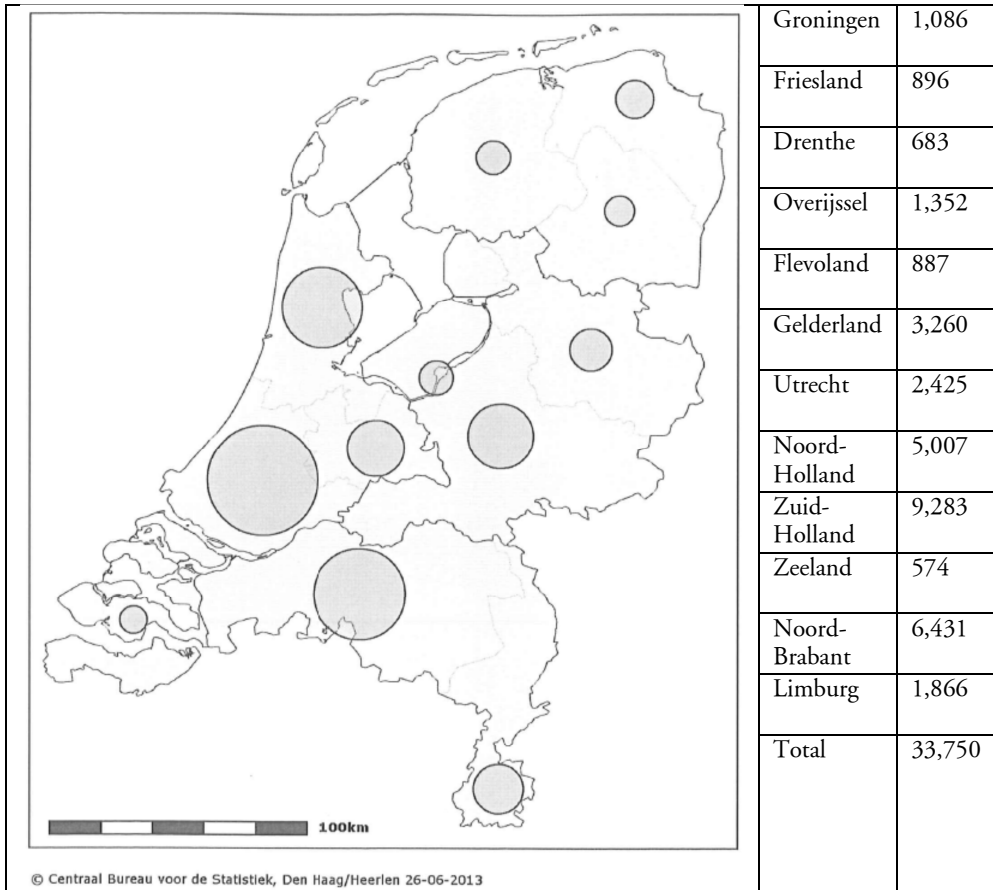 Groningen 1,086
Friesland 896
Drenthe 683
Overijssel 1,352
Flevoland 887
Gelderland 3,260
Utrecht 2,425
Noord- 5,007
Holland
Zuid- 9,283
Holland
Zeeland 574
Noord- 6,431
Brabant
Limburg 1,866
Total 33,750
100km
© Centraal Bureau voor de Statistiek, Den Haag/Heerlen 26-06-2013